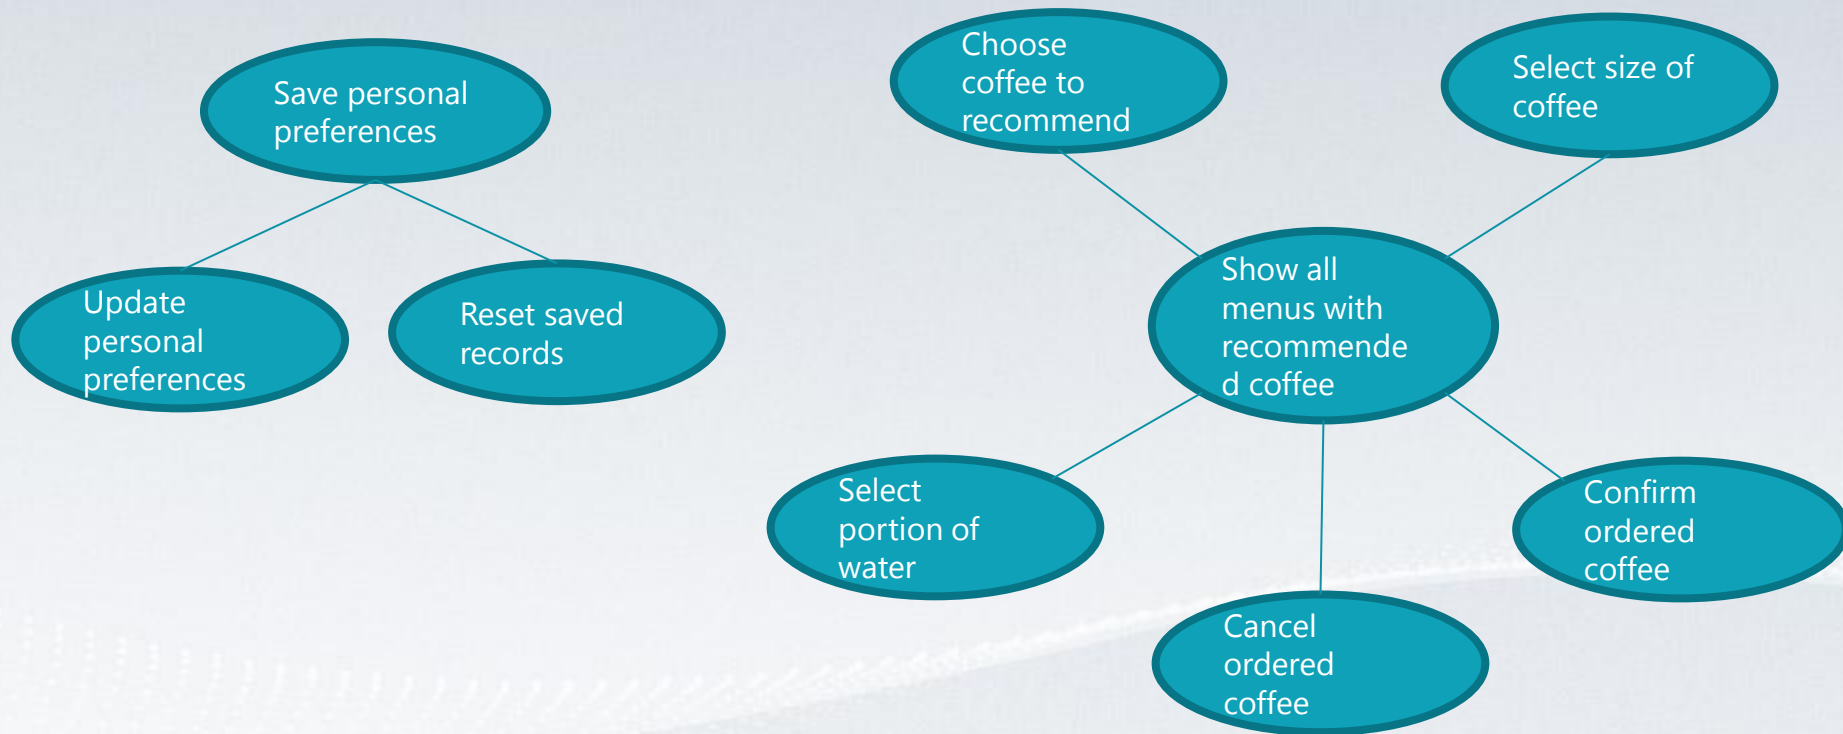 Save personal
preferences
Update
personal
preferences
Reset saved
records
Choose
coffee to
recommend
Select size of
coffee
Show all
menus with
recommende
d coffee
Select
portion of
water
Cancel
ordered
coffee
Confirm
ordered
coffee